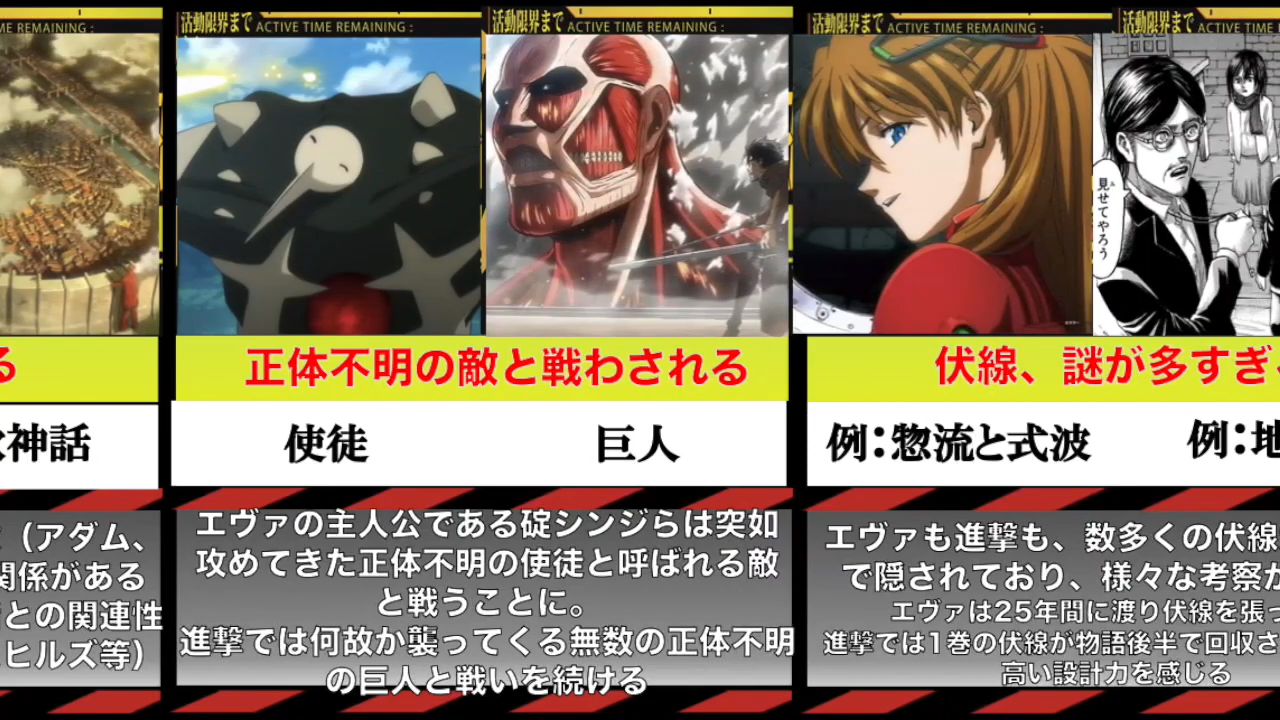 活動限界まで ACTIVE TIME REMAINING :
活動限界まで ACTIVE TIME REMAINING :
活動限界まで ACTIVE TIME REMAINING :
活動限界まで ACTIVE TIME
E TIME REMAINING :
見せてやろう
る
神話
(アダム、
関係がある
との関連性
ヒルズ等)
正体不明の敵と戦わされる
使徒
巨人
エヴァの主人公である碇シンジらは突如
攻めてきた正体不明の使徒と呼ばれる敵
と戦うことに。
進撃では何故か襲ってくる無数の正体不明
の巨人と戦いを続ける
伏線、謎が多すぎ
例:惣流と式波
例:地
エヴァも進撃も、数多くの伏線
で隠されており、様々な考察が
エヴァは25年間に渡り伏線を張っ
進撃では1巻の伏線が物語後半で回収さ
高い設計力を感じる